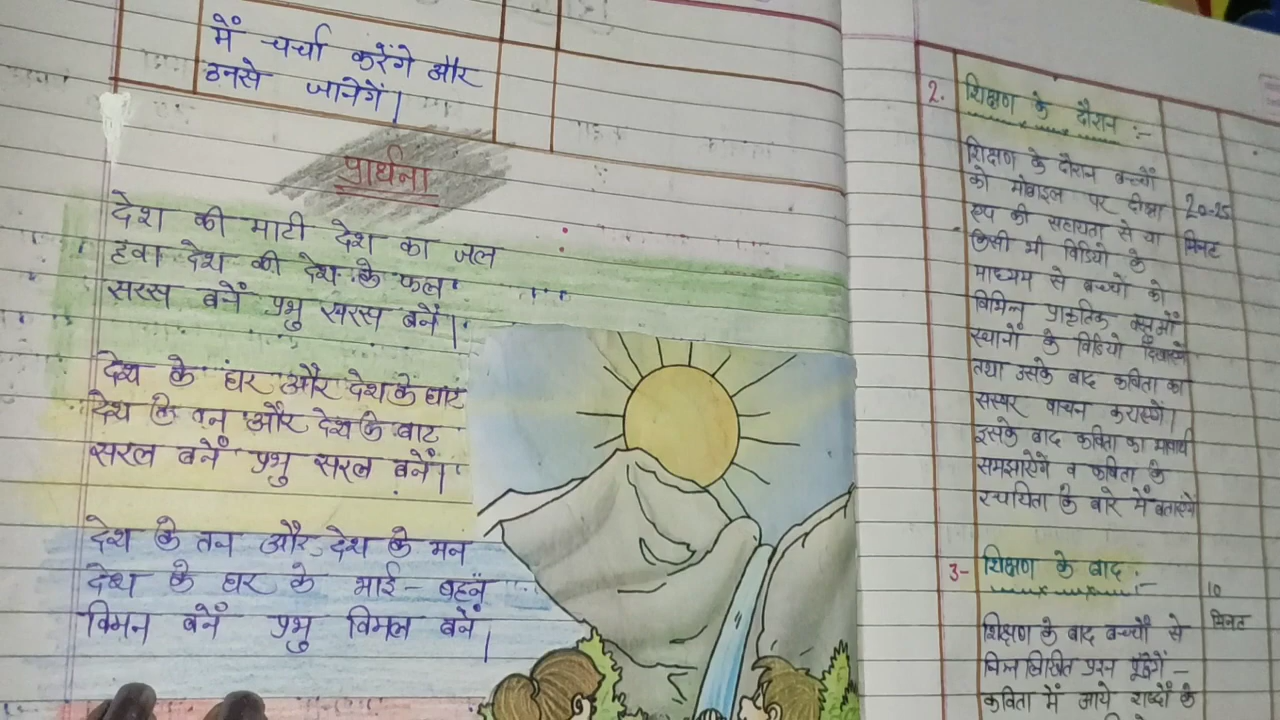 में चर्चा करेंगे और
उनसे जानेगें।
प्रार्थना
देश की माटी देश का जल
हवा देश की देश के फल
सरस बनें प्रभु सरस बनें।
देश के घर और देश के घाट
देश के वन और देश के बाट
सरल बनें प्रभु सरल बनें।
देश के तन और देश के मन
देश के घर के भाई - बहनें
विमन बनें प्रभु विमल बनें।
2. शिक्षण के दौरान :-
शिक्षण के दौरान बच्चों
को मोबाइल पर दीक्षा 20-25
एप की सहायता से या मिनट
किसी भी विडियो के
माध्यम से बच्चों को
विभिन्न प्राकृतिक
स्थानों के विडियो दिखाएंगे
तथा उसके बाद कविता का
सस्वर वाचन कराएंगे।
इसके बाद कविता का भावार्थ
समझाऐंगें व कविता के
रचयिता के बारे में बताएंगे
3- शिक्षण के बाद :-
10
शिक्षण के बाद बच्चों से मिनट
निम्न लिखित प्रश्न पूछेंगें -
कविता में आये शब्दों के